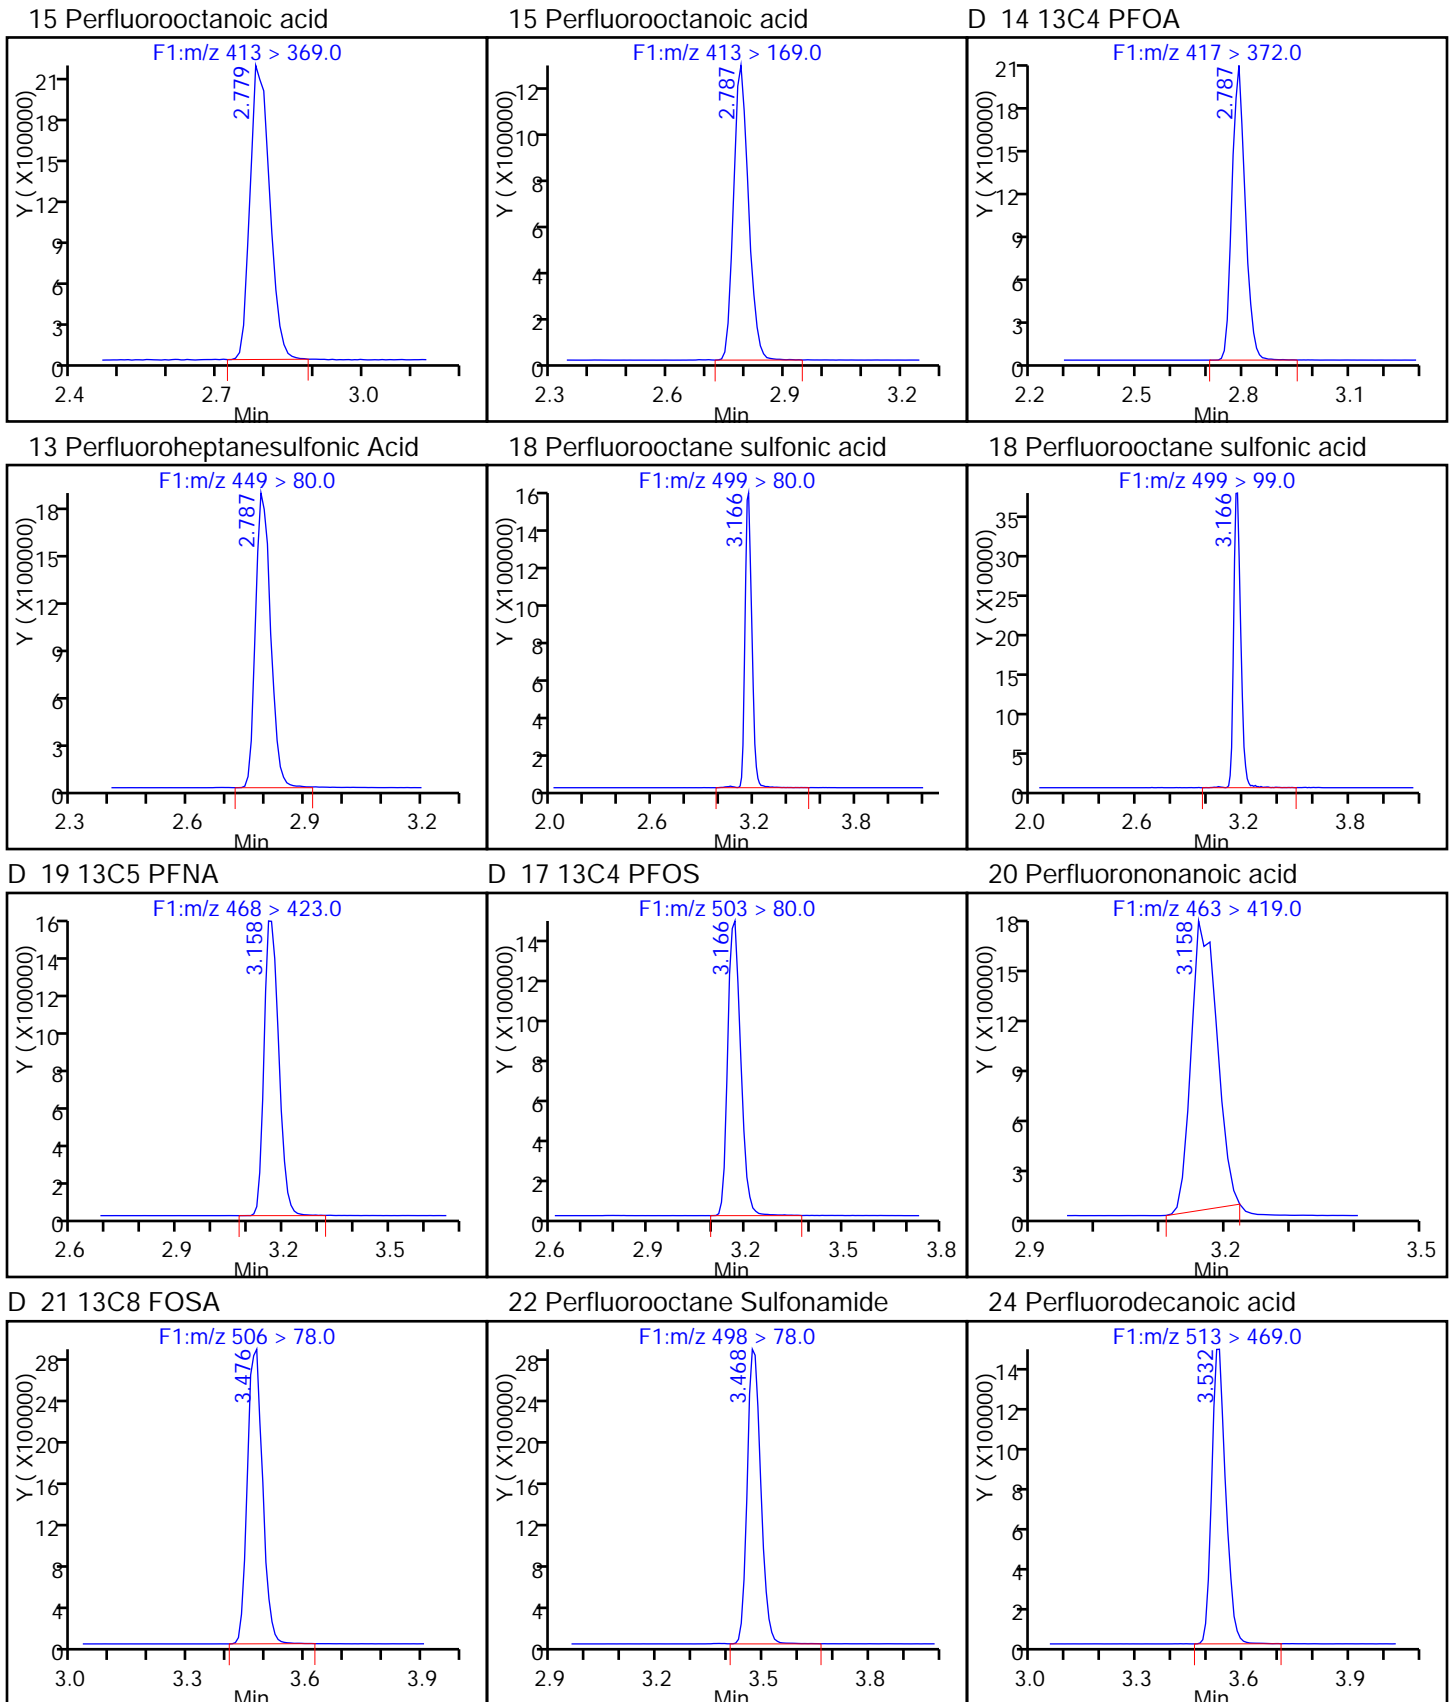 15 Perfluorooctanoic acid
F1:m/z 413 > 369.0
2.779
Y ( X100000)
21
18
15
12
9
6
3
0
2.4 2.7 3.0
Min
15 Perfluorooctanoic acid
F1:m/z 413 > 169.0
2.787
Y ( X100000)
12
10
8
6
4
2
0
2.3 2.6 2.9 3.2
Min
D 14 13C4 PFOA
F1:m/z 417 > 372.0
2.787
Y ( X100000)
21
18
15
12
9
6
3
0
2.2 2.5 2.8 3.1
Min
13 Perfluoroheptanesulfonic Acid
F1:m/z 449 > 80.0
2.787
Y ( X100000)
18
15
12
9
6
3
0
2.3 2.6 2.9 3.2
Min
18 Perfluorooctane sulfonic acid
F1:m/z 499 > 80.0
3.166
Y ( X100000)
16
14
12
10
8
6
4
2
0
2.0 2.6 3.2 3.8
Min
18 Perfluorooctane sulfonic acid
F1:m/z 499 > 99.0
3.166
Y ( X10000)
35
30
25
20
15
10
5
0
2.0 2.6 3.2 3.8
Min
D 19 13C5 PFNA
F1:m/z 468 > 423.0
3.158
Y ( X100000)
16
14
12
10
8
6
4
2
0
2.6 2.9 3.2 3.5
Min
D 17 13C4 PFOS
F1:m/z 503 > 80.0
3.166
Y ( X100000)
14
12
10
8
6
4
2
0
2.6 2.9 3.2 3.5 3.8
Min
20 Perfluorononanoic acid
F1:m/z 463 > 419.0
3.158
Y ( X100000)
18
15
12
9
6
3
0
2.9 3.2 3.5
Min
D 21 13C8 FOSA
F1:m/z 506 > 78.0
3.476
Y ( X100000)
28
24
20
16
12
8
4
0
3.0 3.3 3.6 3.9
Min
22 Perfluorooctane Sulfonamide
F1:m/z 498 > 78.0
3.468
Y ( X100000)
28
24
20
16
12
8
4
0
2.9 3.2 3.5 3.8
Min
24 Perfluorodecanoic acid
F1:m/z 513 > 469.0
3.532
Y ( X100000)
14
12
10
8
6
4
2
0
3.0 3.3 3.6 3.9
Min